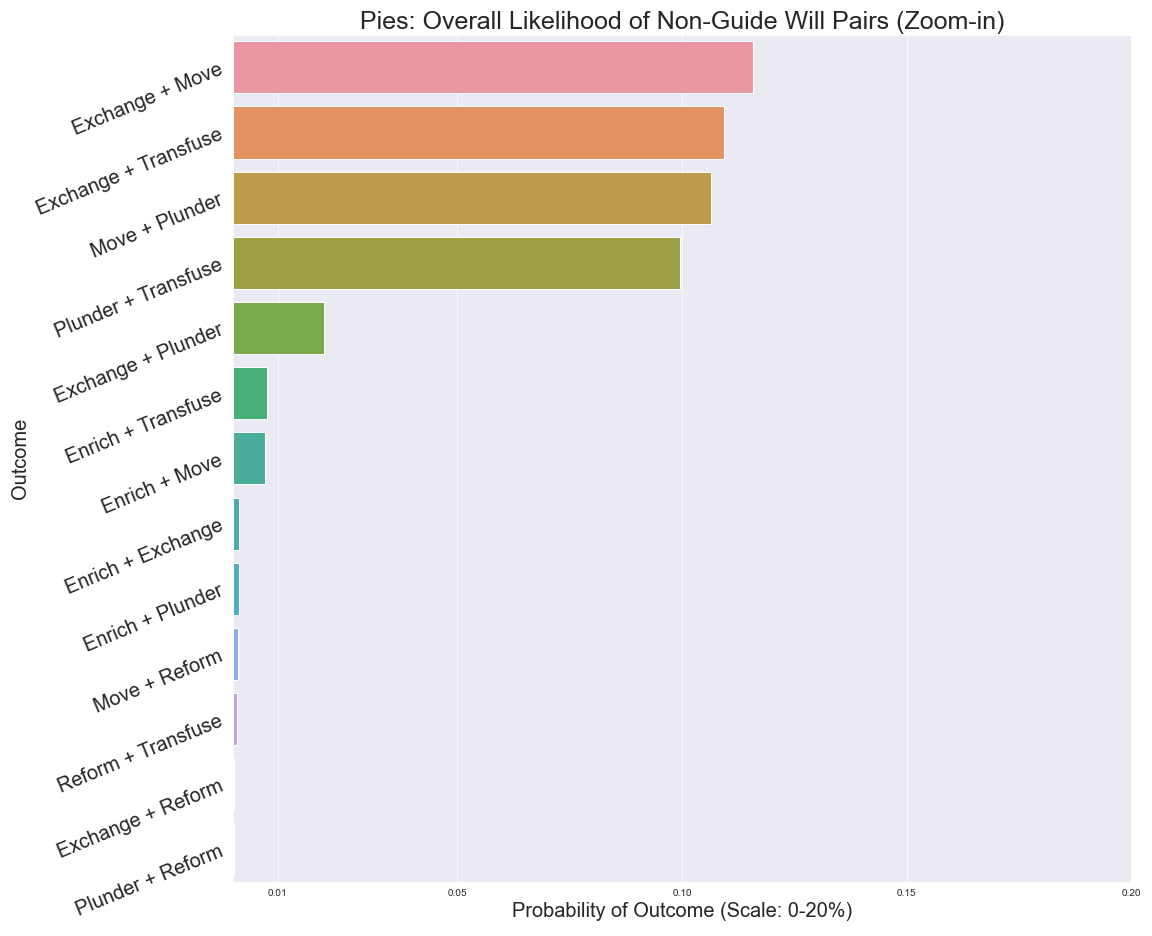 Pies: Overall Likelihood of Non-Guide Will Pairs (Zoom-in)
Exchange + Move
Exchange + Transfuse
Move + Plunder
Plunder + Transfuse
Exchange + Plunder
Enrich + Transfuse
Enrich + Move
Enrich + Exchange
Enrich + Plunder
Move + Reform
Reform + Transfuse
Exchange + Reform
Plunder + Reform
Outcome
0.01 0.05 0.10 0.15 0.20
Probability of Outcome (Scale: 0-20%)